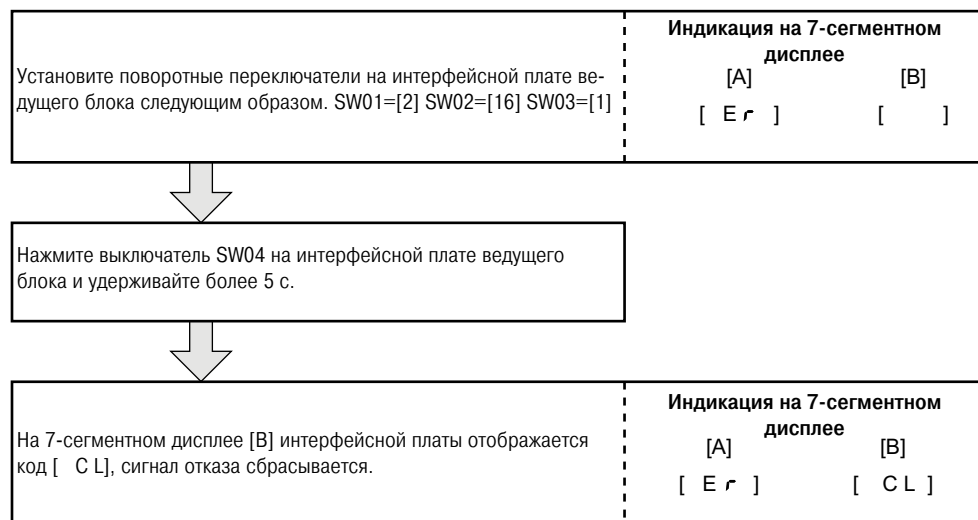 Установите поворотные переключатели на интерфейсной плате ве-
дущего блока следующим образом. SW01=[2] SW02=[16] SW03=[1]
Индикация на 7-сегментном
дисплее
[A] [B]
[ Er ] [ ]
Нажмите выключатель SW04 на интерфейсной плате ведущего
блока и удерживайте более 5 с.
На 7-сегментном дисплее [B] интерфейсной платы отображается
код [ C L], сигнал отказа сбрасывается.
Индикация на 7-сегментном
дисплее
[A] [B]
[ Er ] [ CL ]